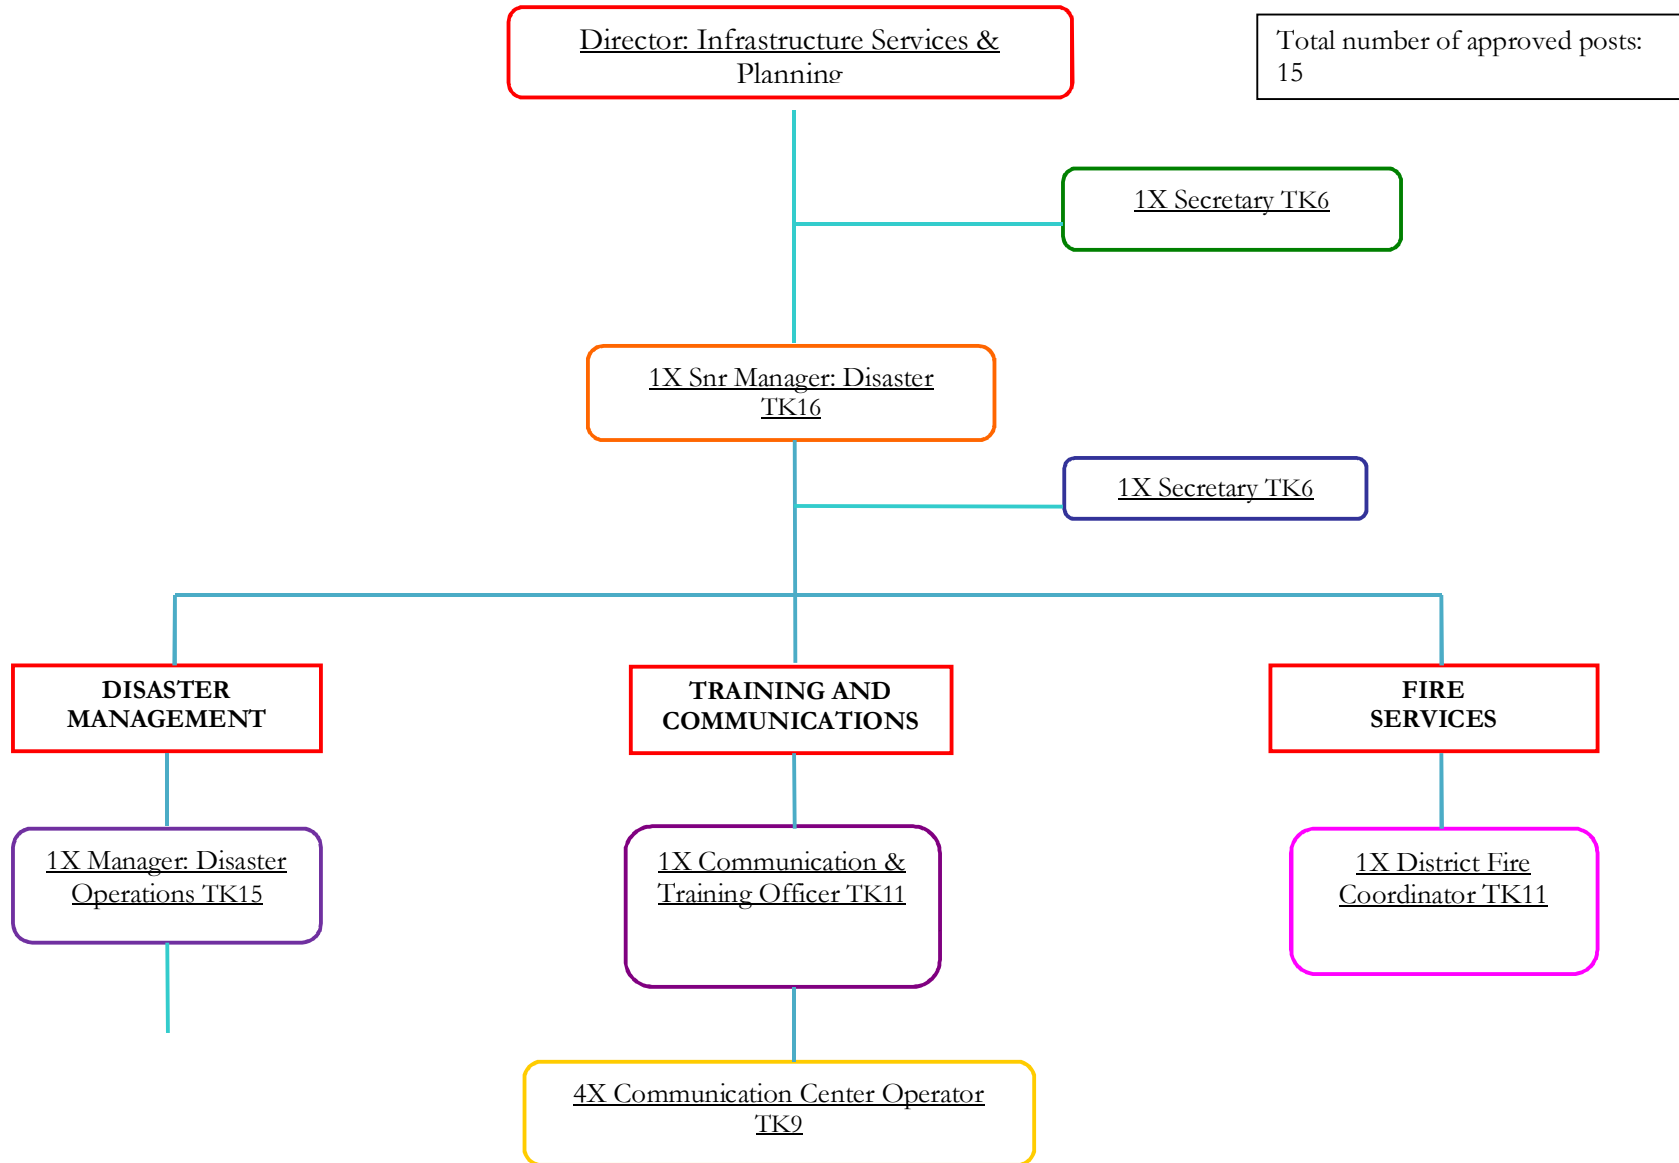 Director: Infrastructure Services &
Planning
Total number of approved posts:
15
1X Secretary TK6
1X Snr Manager: Disaster
TK16
1X Secretary TK6
DISASTER
MANAGEMENT
TRAINING AND
COMMUNICATIONS
FIRE
SERVICES
1X Manager: Disaster
Operations TK15
1X Communication &
Training Officer TK11
1X District Fire
Coordinator TK11
4X Communication Center Operator
TK9